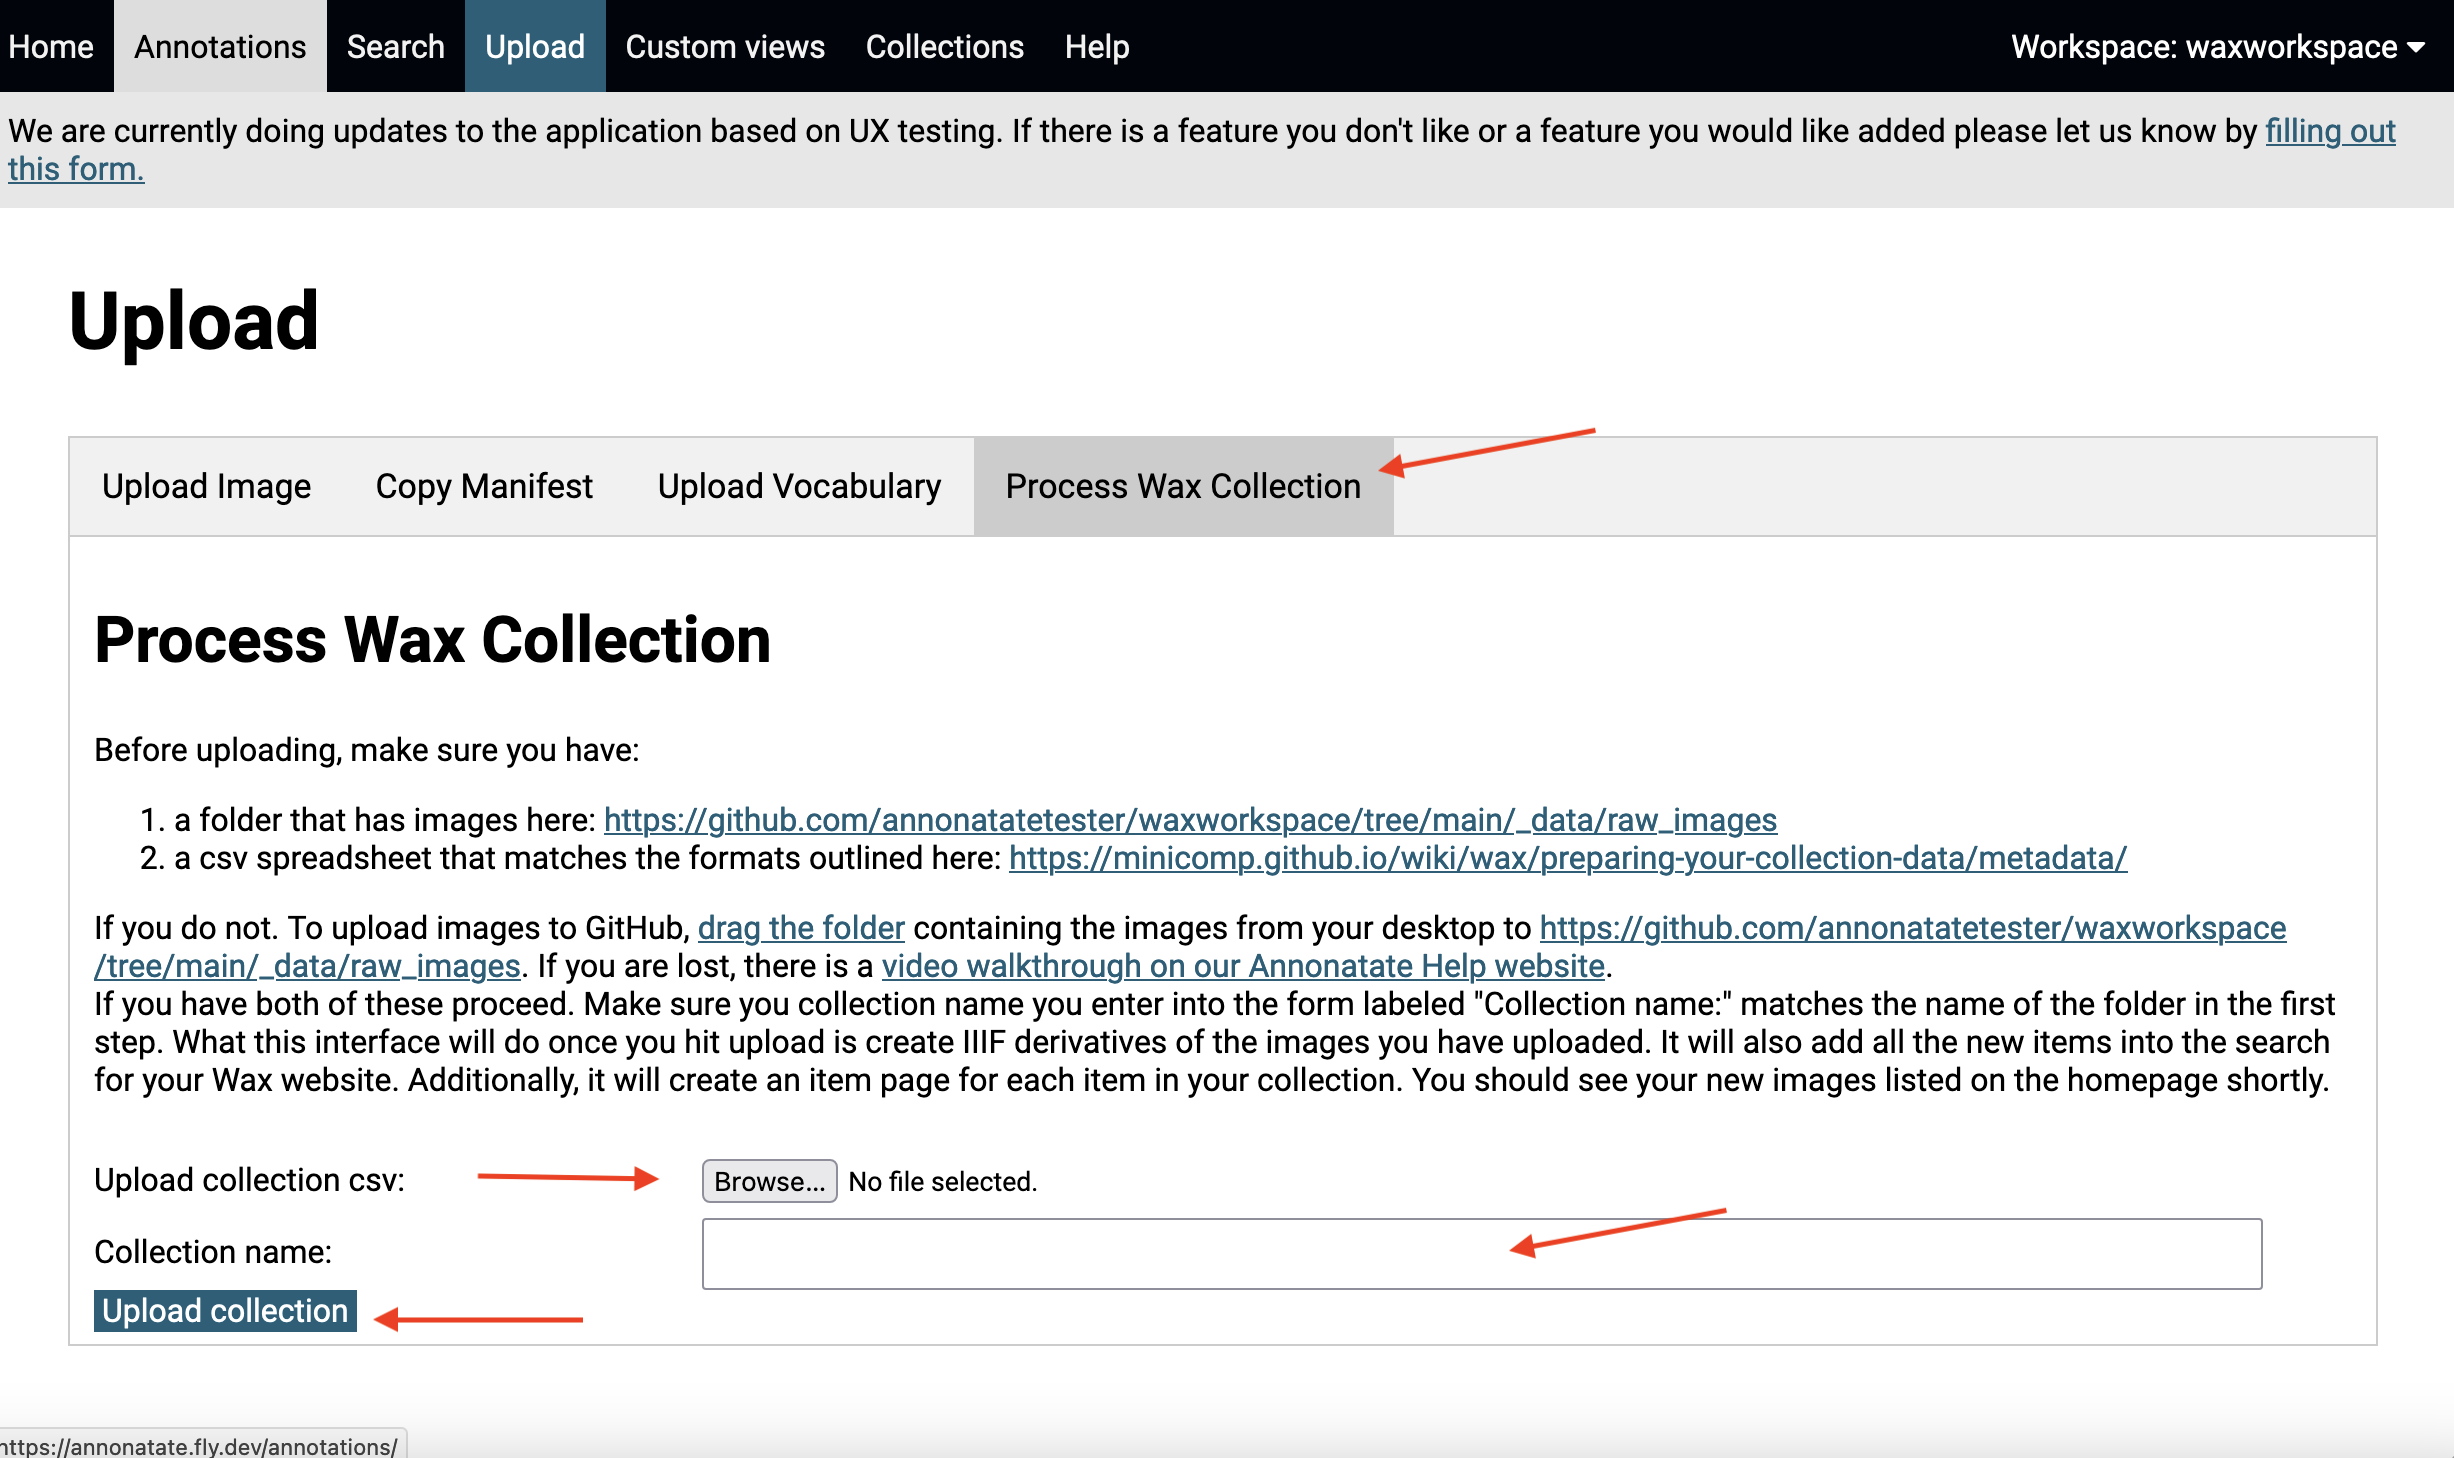 Home Annotations Search Upload Custom views Collections Help Workspace: waxworkspace
We are currently doing updates to the application based on UX testing. If there is a feature you don't like or a feature you would like added please let us know by filling out
this form.
Upload
Upload Image Copy Manifest Upload Vocabulary Process Wax Collection
Process Wax Collection
Before uploading, make sure you have:
1. a folder that has images here: https://github.com/annonatatetester/waxworkspace/tree/main/_data/raw_images
2. a csv spreadsheet that matches the formats outlined here: https://minicomp.github.io/wiki/wax/preparing-your-collection-data/metadata/
If you do not. To upload images to GitHub, drag the folder containing the images from your desktop to https://github.com/annonatatetester/waxworkspace
/tree/main/_data/raw_images. If you are lost, there is a video walkthrough on our Annonatate Help website.
If you have both of these proceed. Make sure you collection name you enter into the form labeled "Collection name:" matches the name of the folder in the first
step. What this interface will do once you hit upload is create IIIF derivatives of the images you have uploaded. It will also add all the new items into the search
for your Wax website. Additionally, it will create an item page for each item in your collection. You should see your new images listed on the homepage shortly.
Upload collection csv: Browse... No file selected.
Collection name:
Upload collection
https://annonatate.fly.dev/annotations/